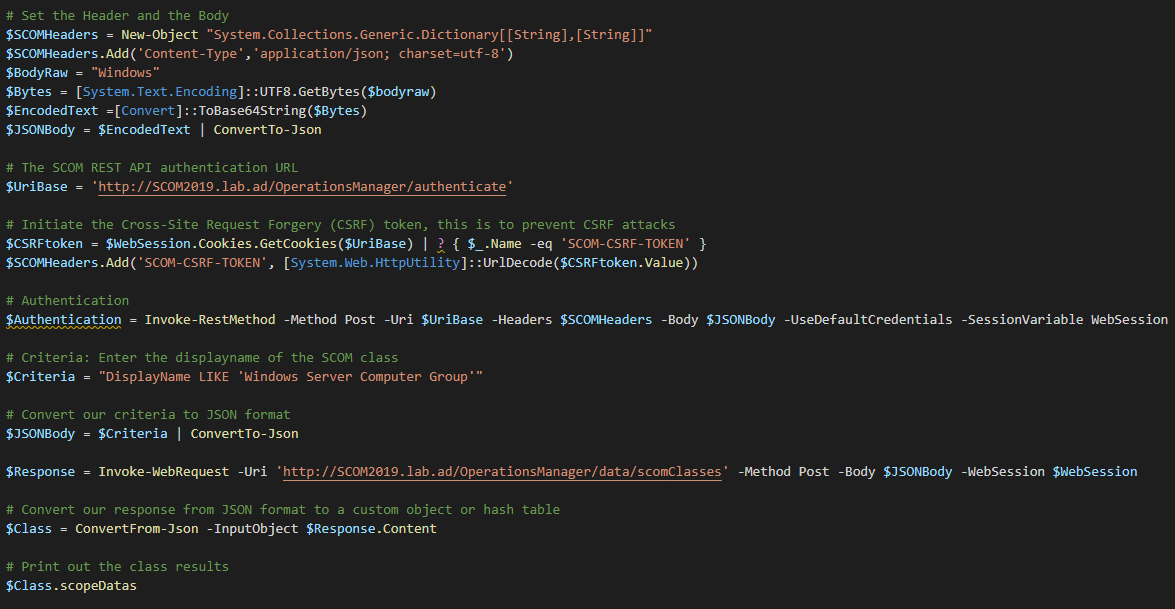 # Set the Header and the Body
$SCOMHeaders = New-Object "System.Collections.Generic.Dictionary[[String],[String]]"
$SCOMHeaders.Add('Content-Type','application/json; charset=utf-8')
$BodyRaw = "Windows"
$Bytes = [System.Text.Encoding]::UTF8.GetBytes($bodyraw)
$EncodedText =[Convert]::ToBase64String($Bytes)
$JSONBody = $EncodedText | ConvertTo-Json
# The SCOM REST API authentication URL
$UriBase = 'http://SCOM2019.lab.ad/OperationsManager/authenticate'
# Initiate the Cross-Site Request Forgery (CSRF) token, this is to prevent CSRF attacks
$CSRFtoken = $WebSession.Cookies.GetCookies($UriBase) | ? { $_.Name -eq 'SCOM-CSRF-TOKEN' }
$SCOMHeaders.Add('SCOM-CSRF-TOKEN', [System.Web.HttpUtility]::UrlDecode($CSRFtoken.Value))
# Authentication
$Authentication = Invoke-RestMethod -Method Post -Uri $UriBase -Headers $SCOMHeaders -Body $JSONBody -UseDefaultCredentials -SessionVariable WebSession
# Criteria: Enter the displayname of the SCOM class
$Criteria = "DisplayName LIKE 'Windows Server Computer Group'"
# Convert our criteria to JSON format
$JSONBody = $Criteria | ConvertTo-Json
$Response = Invoke-WebRequest -Uri 'http://SCOM2019.lab.ad/OperationsManager/data/scomClasses' -Method Post -Body $JSONBody -WebSession $WebSession
# Convert our response from JSON format to a custom object or hash table
$Class = ConvertFrom-Json -InputObject $Response.Content
# Print out the class results
$Class.scopeDatas